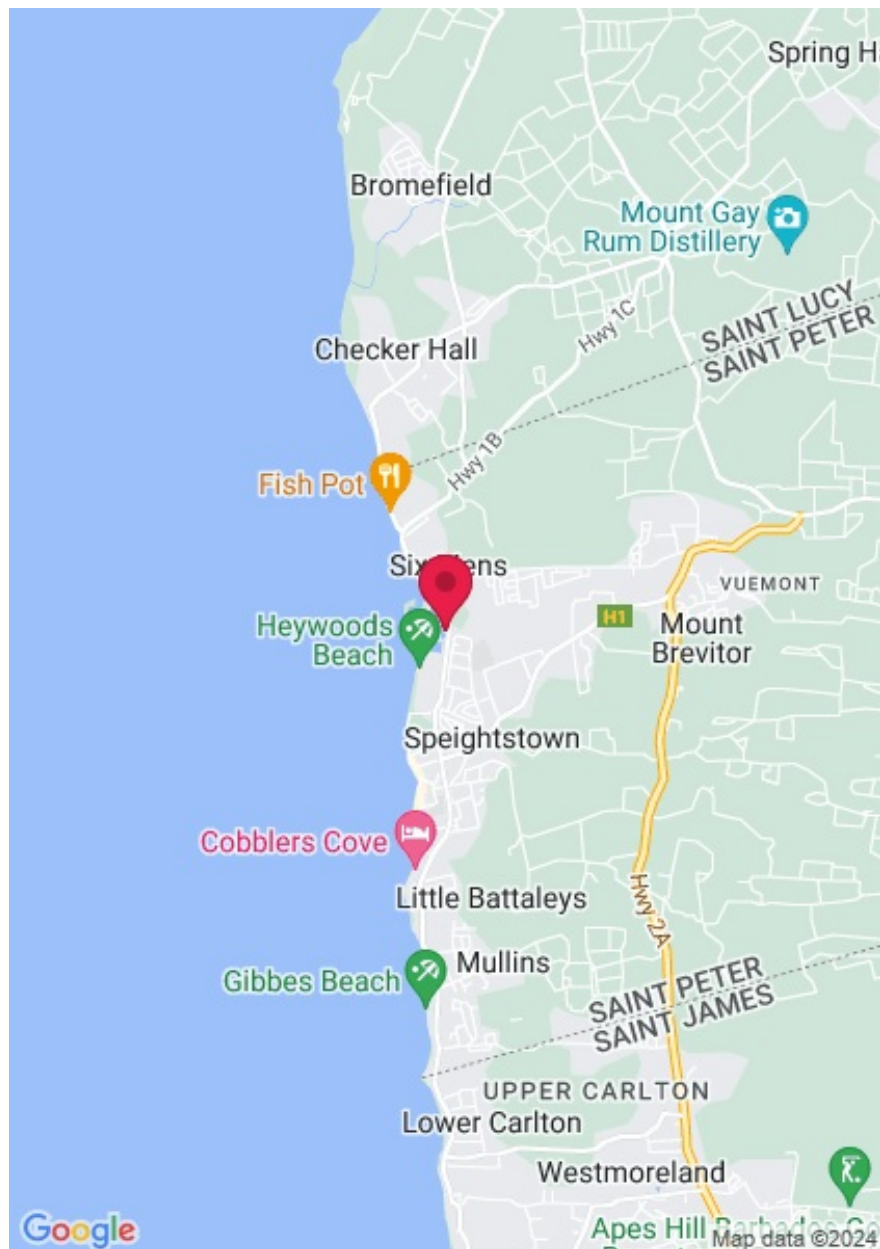 Spring H
Bromefield
Mount Gay
Rum Distillery
SAINT LUCY
SAINT PETER
Hwy 1C
Checker Hall
Hwy 1B
Fish Pot
VUEMONT
H1
Heywoods
Beach
Mount
Brevitor
Speightstown
Cobblers Cove
Hwy 2A
Little Battaleys
Mullins
Gibbes Beach
SAINT PETER
SAINT JAMES
UPPER CARLTON
Lower Carlton
Westmoreland
Apes Hill Barbados
Google
Map data ©2024